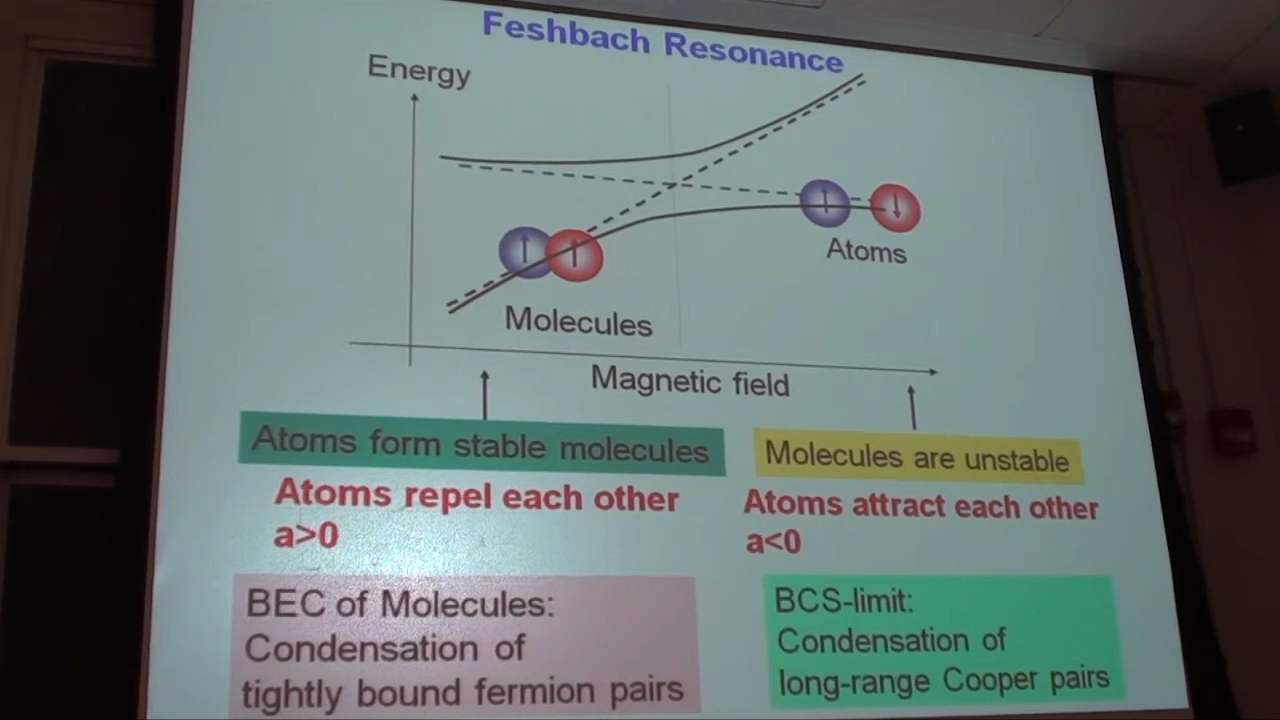 Feshbach Resonance
Energy
Atoms
Molecules
Magnetic field
Atoms form stable molecules
Molecules are unstable
Atoms repel each other
a>0
Atoms attract each other
a<0
BEC of Molecules:
Condensation of
tightly bound fermion pairs
BCS-limit:
Condensation of
long-range Cooper pairs